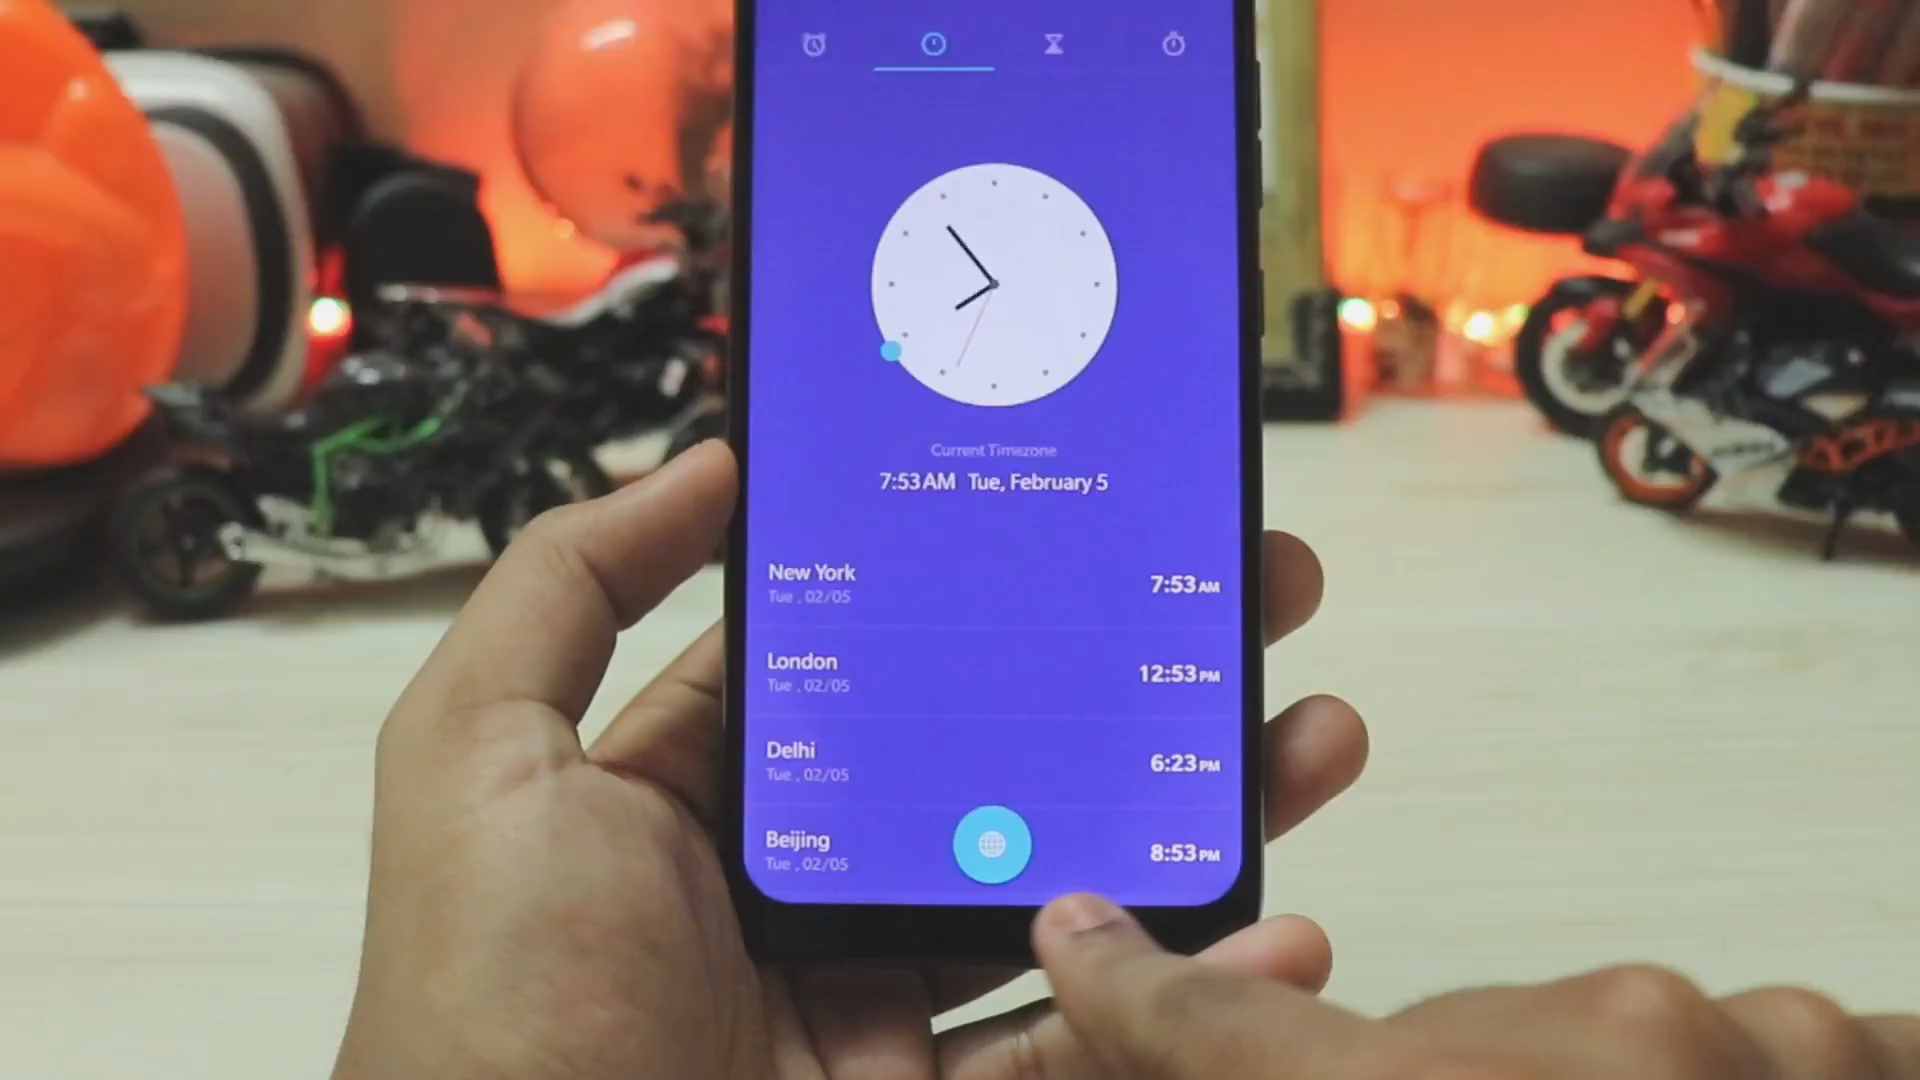 Current Timezone
7:53 AM Tue, February 5
New York
Tue , 02/05
7:53 AM
London
Tue , 02/05
12:53 PM
Delhi
Tue , 02/05
6:23 PM
Beijing
Tue , 02/05
8:53 PM